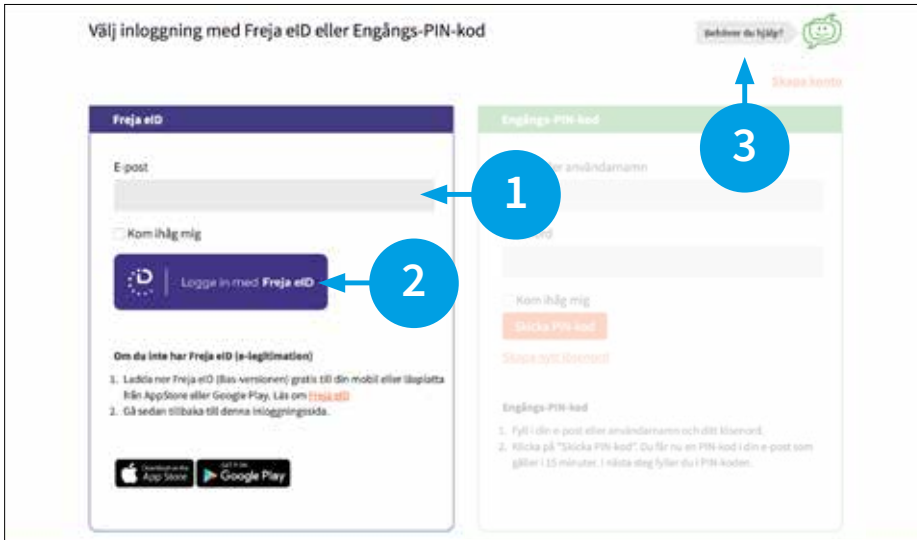 Välj inloggning med Freja eID eller Engångs-PIN-kod
Behöver du hjälp?
3
Skapa konto
Freja eID
E-post
1
Kom ihåg mig
Logga in med Freja eID
2
Om du inte har Freja eID (e-legitimation)
1. Ladda ner Freja eID (Bas-versionen) gratis till din mobil eller läsplatta
från AppStore eller Google Play. Läs om Freja eID
2. Gå sedan tillbaka till denna inloggningssida.
Download on the
App Store
GET IT ON
Google Play
Engångs-PIN-kod
användarnamn
Kom ihåg mig
Skicka PIN-kod
Skapa nytt lösenord
Engångs-PIN-kod
1. Fyll i din e-post eller användarnamn och ditt lösenord.
2. Klicka på "Skicka PIN-kod". Du får nu en PIN-kod i din e-post som
gäller i 15 minuter. I nästa steg fyller du i PIN-koden.